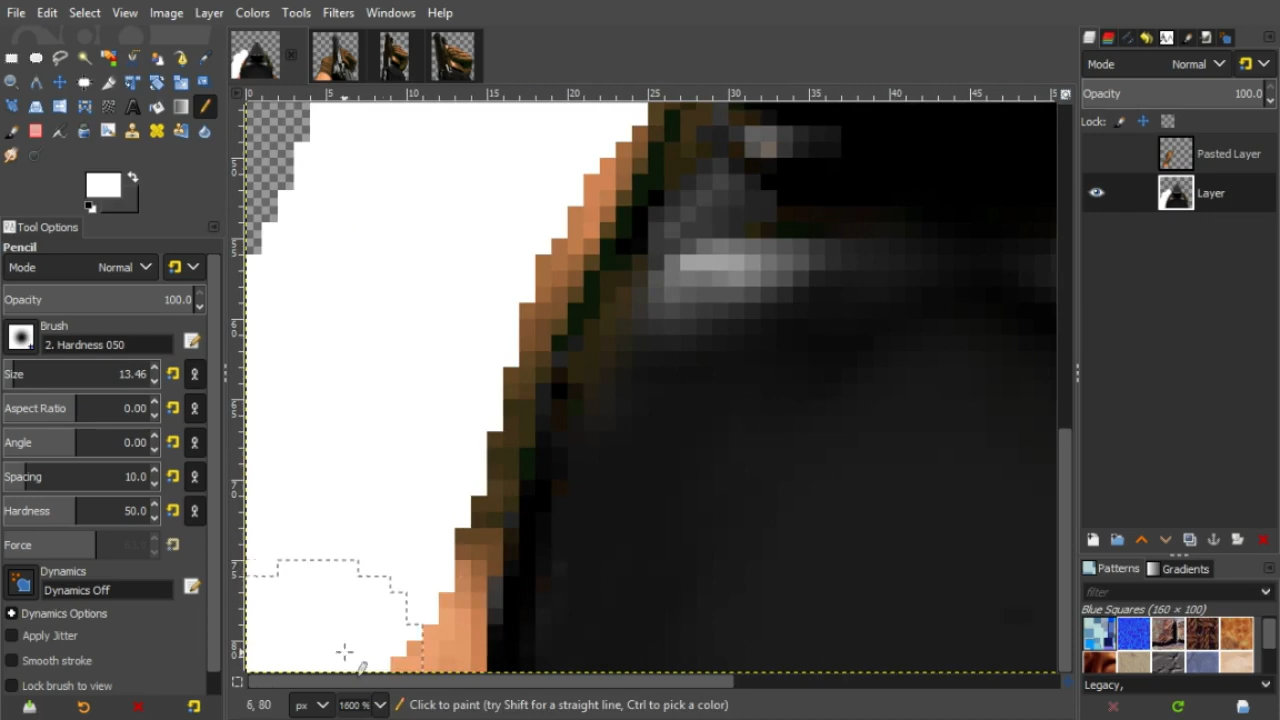 File Edit Select View Image Layer Colors Tools Filters Windows Help
0 5 10 15 20 25 30 35 40 45
Mode Normal
Opacity 100.0
Lock:
Pasted Layer
Layer
Tool Options
Pencil
Mode Normal
Opacity 100.0
Brush
2. Hardness 050
Size 13.46
Aspect Ratio 0.00
Angle 0.00
Spacing 10.0
Hardness 50.0
Force
Dynamics
Dynamics Off
Dynamics Options
Apply Jitter
Smooth stroke
Lock brush to view
Patterns Gradients
filter
Blue Squares (160 × 100)
Legacy,
6, 80 px 1600 % Click to paint (try Shift for a straight line, Ctrl to pick a color)